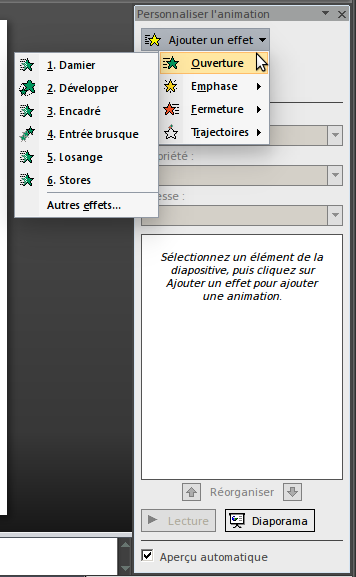 Personnaliser l'animation
Ajouter un effet
Ouverture
Emphase
Fermeture
Trajectoires
1. Damier
2. Développer
3. Encadré
4. Entrée brusque
5. Losange
6. Stores
Autres effets...
Sélectionnez un élément de la
diapositive, puis cliquez sur
Ajouter un effet pour ajouter
une animation.
Réorganiser
Lecture
Diaporama
Aperçu automatique